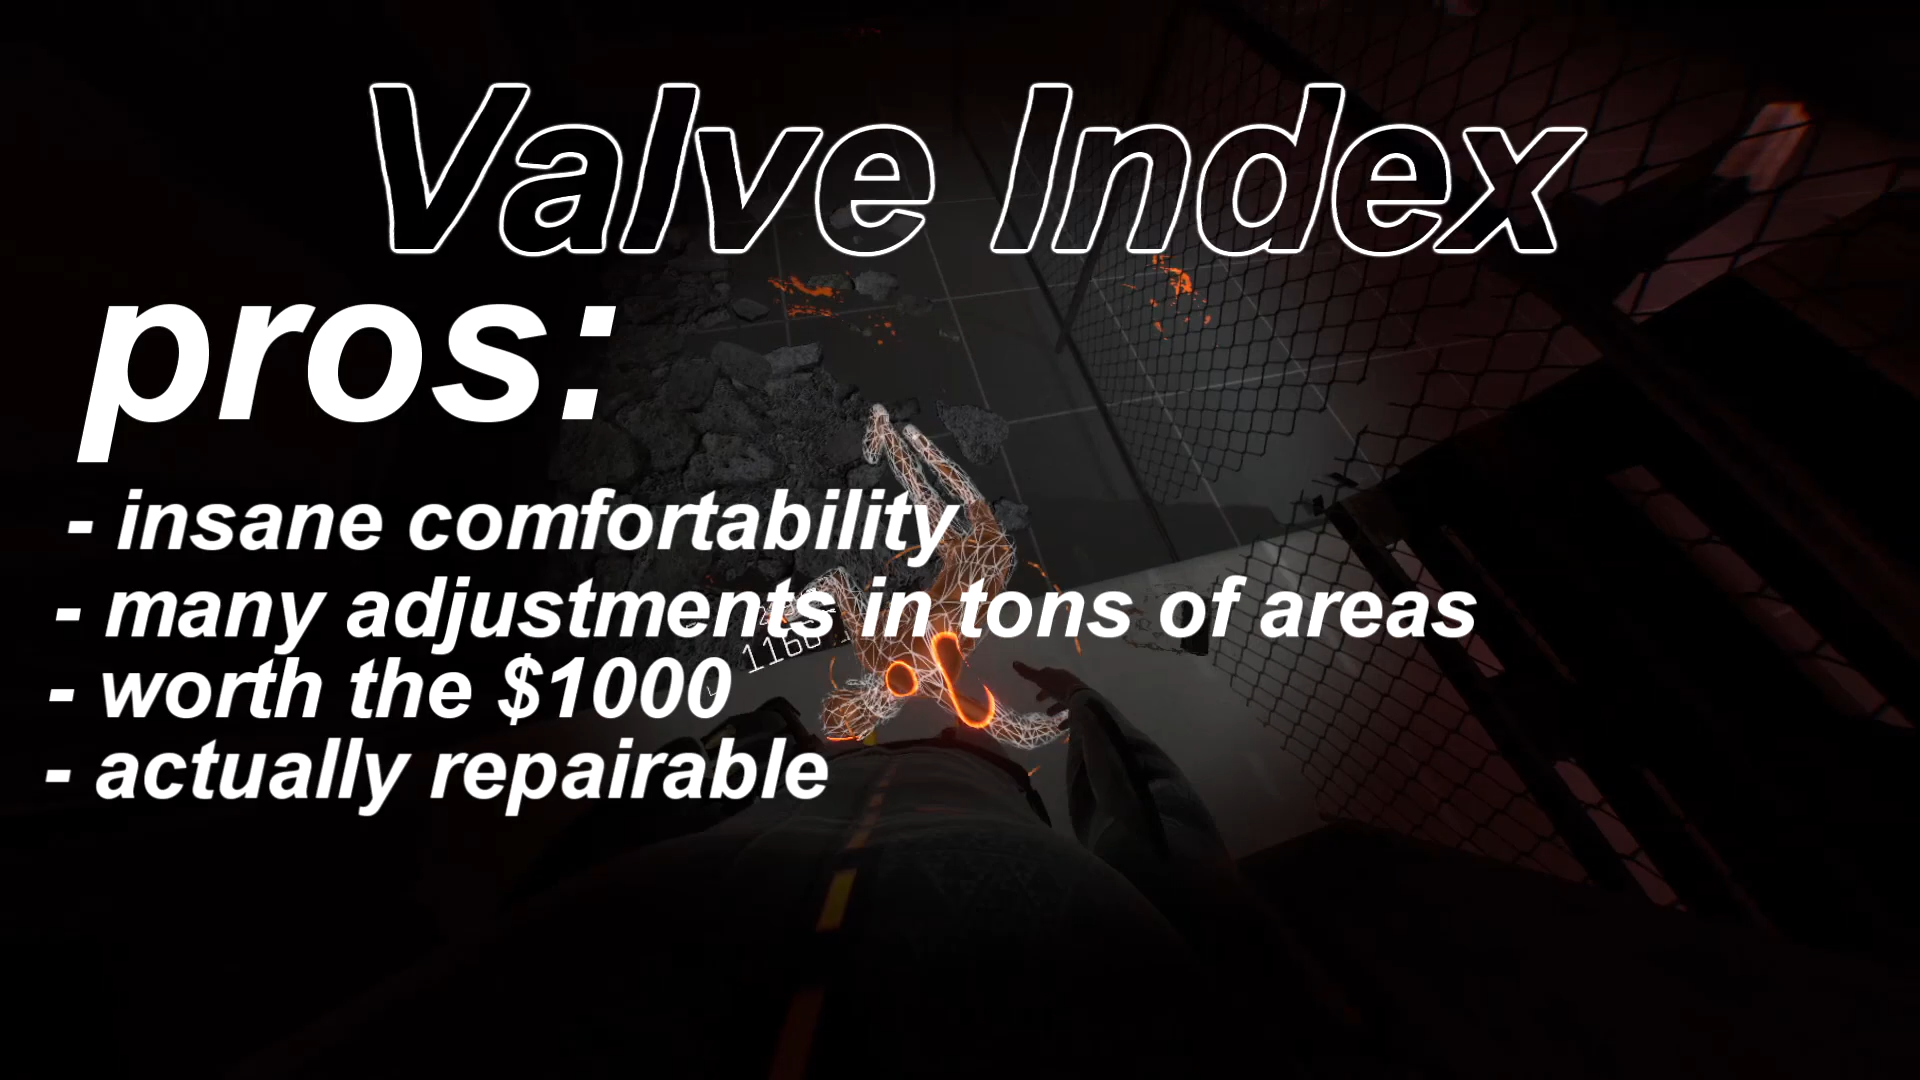 Valve Index
pros:
- insane comfortability
- many adjustments in tons of areas
- worth the $1000
- actually repairable